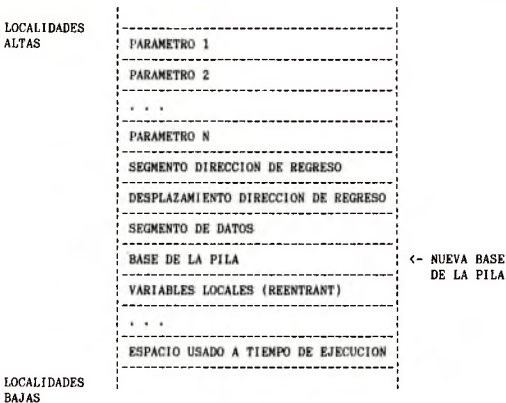 LOCALIDADES
ALTAS
PARAMETRO 1
PARAMETRO 2
. . .
PARAMETRO N
SEGMENTO DIRECCION DE REGRESO
DESPLAZAMIENTO DIRECCION DE REGRESO
SEGMENTO DE DATOS
BASE DE LA PILA
<- NUEVA BASE
DE LA PILA
VARIABLES LOCALES (REENTRANT)
. . .
ESPACIO USADO A TIEMPO DE EJECUCION
LOCALIDADES
BAJAS